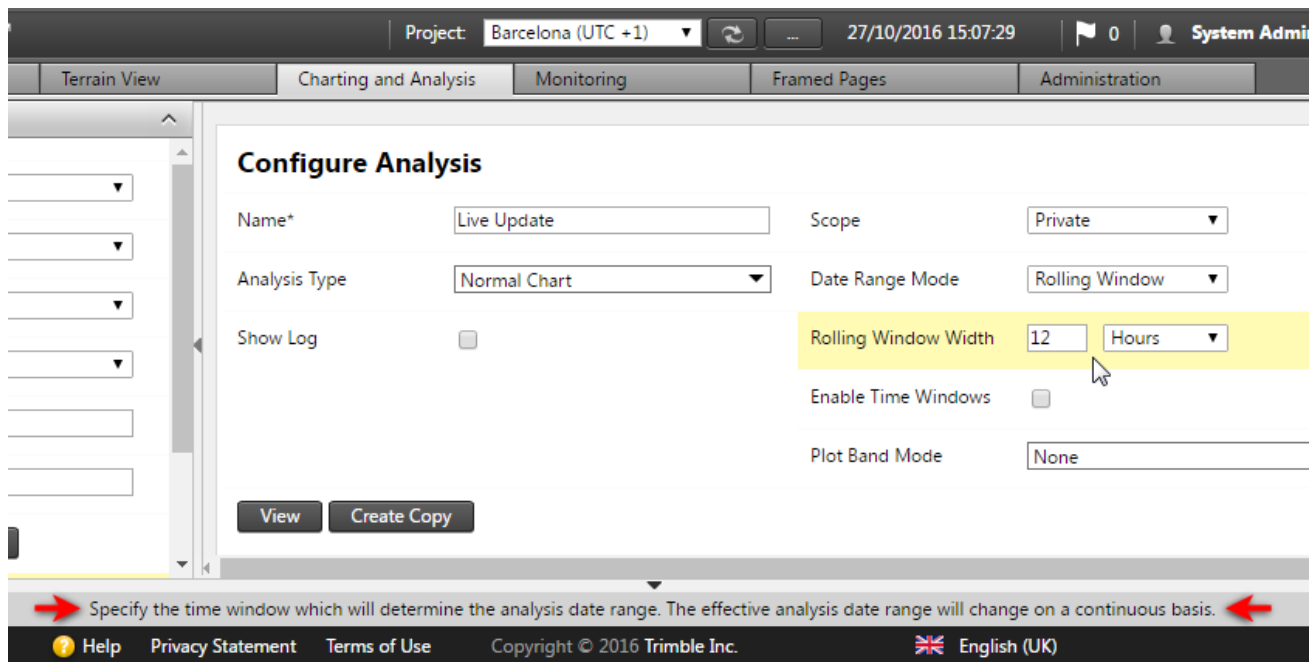 Project: Barcelona (UTC +1) ... 27/10/2016 15:07:29 0 System Admi
Terrain View Charting and Analysis Monitoring Framed Pages Administration
Configure Analysis
Name* Live Update Scope Private
Analysis Type Normal Chart Date Range Mode Rolling Window
Show Log Rolling Window Width 12 Hours
Enable Time Windows
Plot Band Mode None
View Create Copy
Specify the time window which will determine the analysis date range. The effective analysis date range will change on a continuous basis.
? Help Privacy Statement Terms of Use Copyright © 2016 Trimble Inc. English (UK)